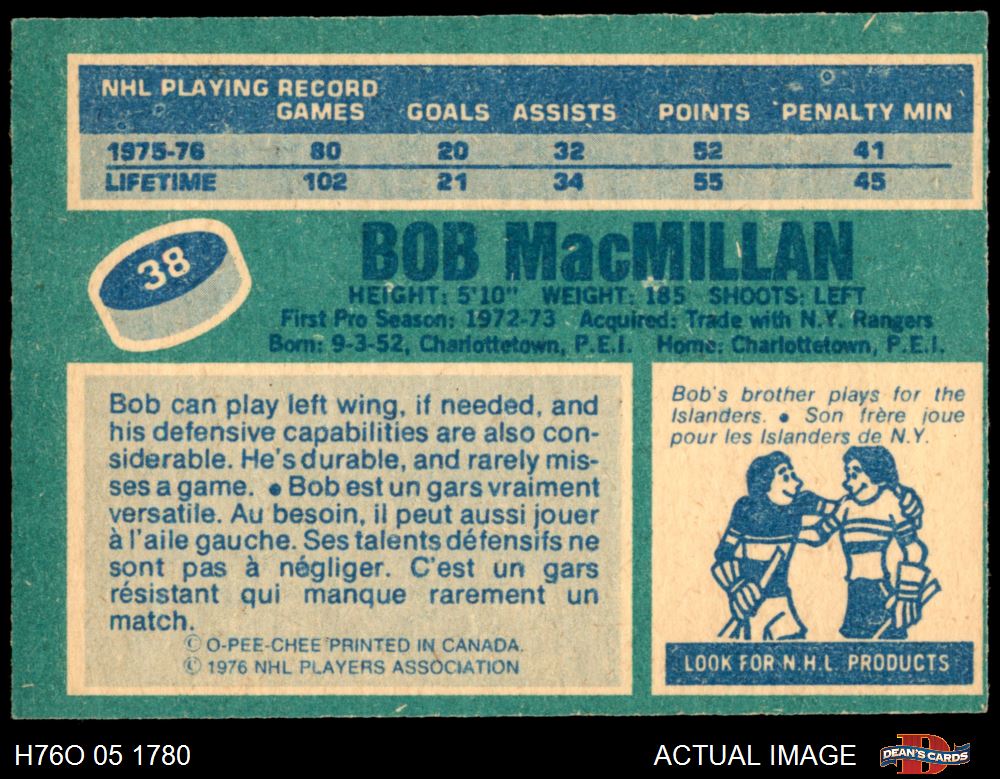 NHL PLAYING RECORD
GAMES GOALS ASSISTS POINTS PENALTY MIN
1975-76 80 20 32 52 41
LIFETIME 102 21 34 55 45
38
BOB MacMILLAN
HEIGHT: 5'10" WEIGHT: 185 SHOOTS: LEFT
First Pro Season: 1972-73 Acquired: Trade with N.Y. Rangers
Born: 9-3-52, Charlottetown, P.E.I. Home: Charlottetown, P.E.I.
Bob can play left wing, if needed, and
his defensive capabilities are also con-
siderable. He's durable, and rarely mis-
ses a game. ● Bob est un gars vraiment
versatile. Au besoin, il peut aussi jouer
à l'aile gauche. Ses talents défensifs ne
sont pas à négliger. C'est un gars
résistant qui manque rarement un
match.
© O-PEE-CHEE PRINTED IN CANADA.
© 1976 NHL PLAYERS ASSOCIATION
Bob's brother plays for the
Islanders. ● Son frère joue
pour les Islanders de N.Y.
LOOK FOR N.H.L. PRODUCTS
H76O 05 1780
ACTUAL IMAGE
DEAN'S CARDS